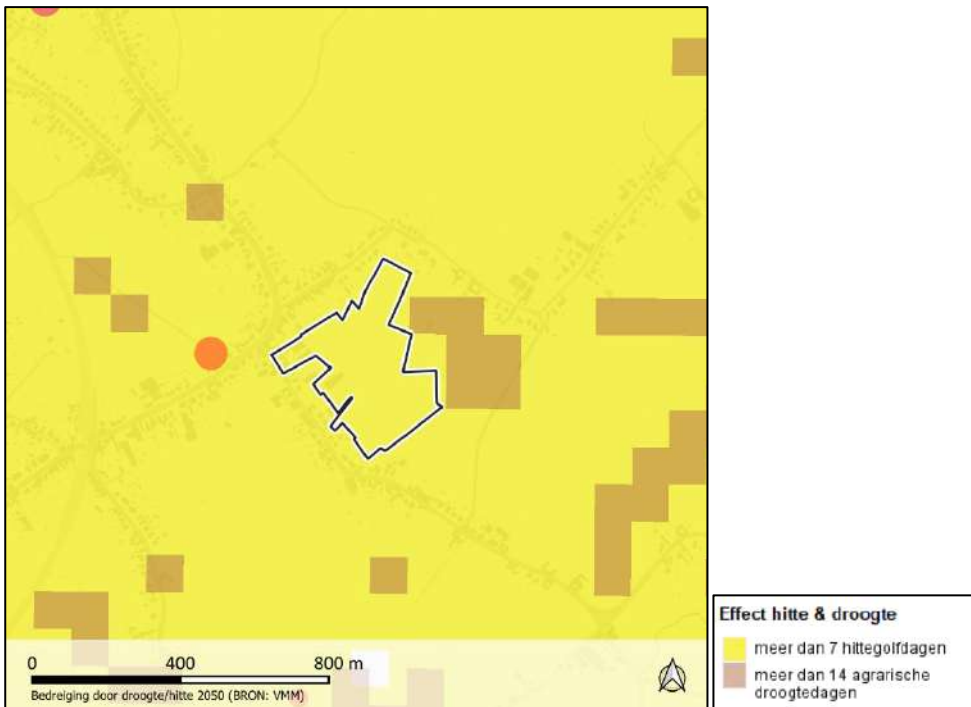 0 400 800 m
Bedreiging door droogte/hitte 2050 (BRON: VMM)
Effect hitte & droogte
meer dan 7 hittegolfdagen
meer dan 14 agrarische
droogtedagen